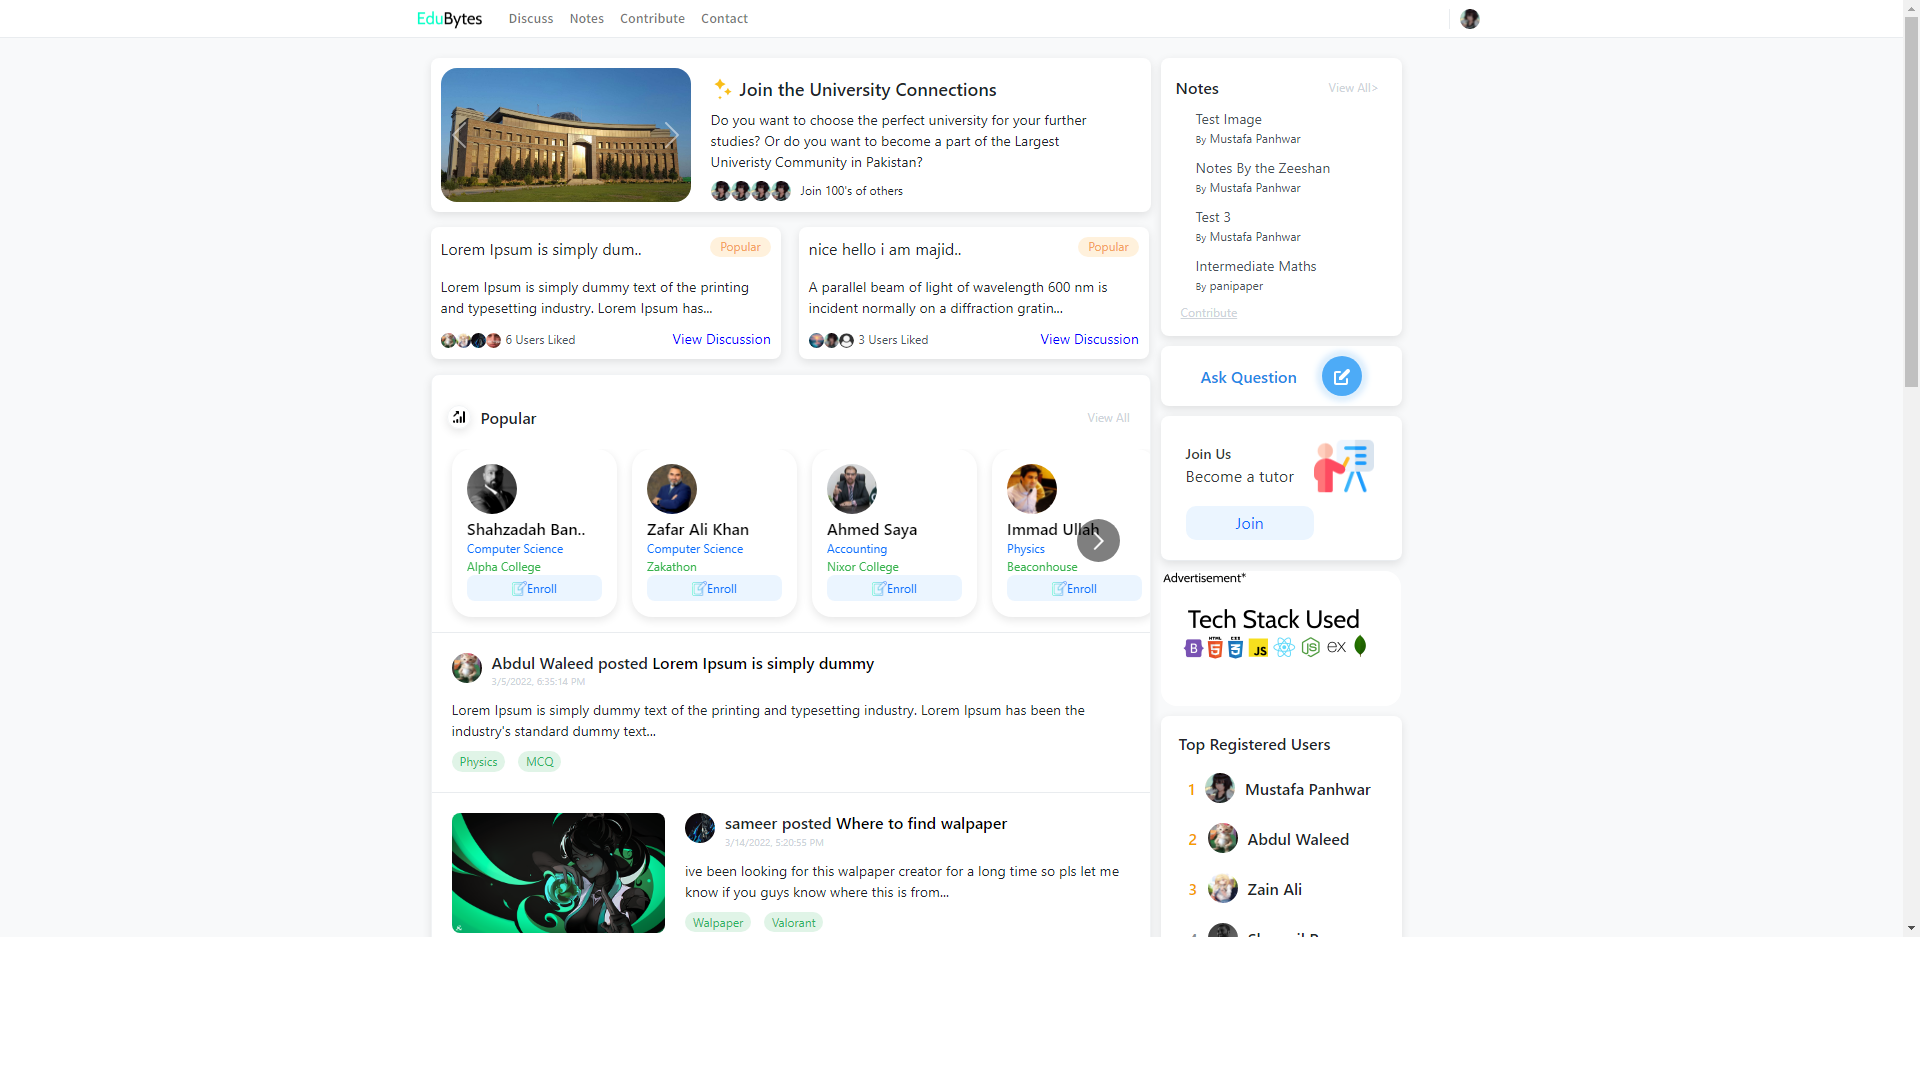 EduBytes Discuss Notes Contribute Contact
Join the University Connections
Do you want to choose the perfect university for your further
studies? Or do you want to become a part of the Largest
Univeristy Community in Pakistan?
Join 100's of others
Lorem Ipsum is simply dum.. Popular
Lorem Ipsum is simply dummy text of the printing
and typesetting industry. Lorem Ipsum has...
6 Users Liked View Discussion
nice hello i am majid.. Popular
A parallel beam of light of wavelength 600 nm is
incident normally on a diffraction gratin...
3 Users Liked View Discussion
Popular View All
Shahzadah Ban..
Computer Science
Alpha College
Enroll
Zafar Ali Khan
Computer Science
Zakathon
Enroll
Ahmed Saya
Accounting
Nixor College
Enroll
Immad Ullah
Physics
Beaconhouse
Enroll
Abdul Waleed posted Lorem Ipsum is simply dummy
3/5/2022, 6:35:14 PM
Lorem Ipsum is simply dummy text of the printing and typesetting industry. Lorem Ipsum has been the
industry's standard dummy text...
Physics MCQ
sameer posted Where to find walpaper
3/14/2022, 5:20:55 PM
ive been looking for this walpaper creator for a long time so pls let me
know if you guys know where this is from...
Walpaper Valorant
Notes View All>
Test Image
By Mustafa Panhwar
Notes By the Zeeshan
By Mustafa Panhwar
Test 3
By Mustafa Panhwar
Intermediate Maths
By panipaper
Contribute
Ask Question
Join Us
Become a tutor
Join
Advertisement*
Tech Stack Used
B HTML 5 CSS 3 JS JS ex
Top Registered Users
1 Mustafa Panhwar
2 Abdul Waleed
3 Zain Ali